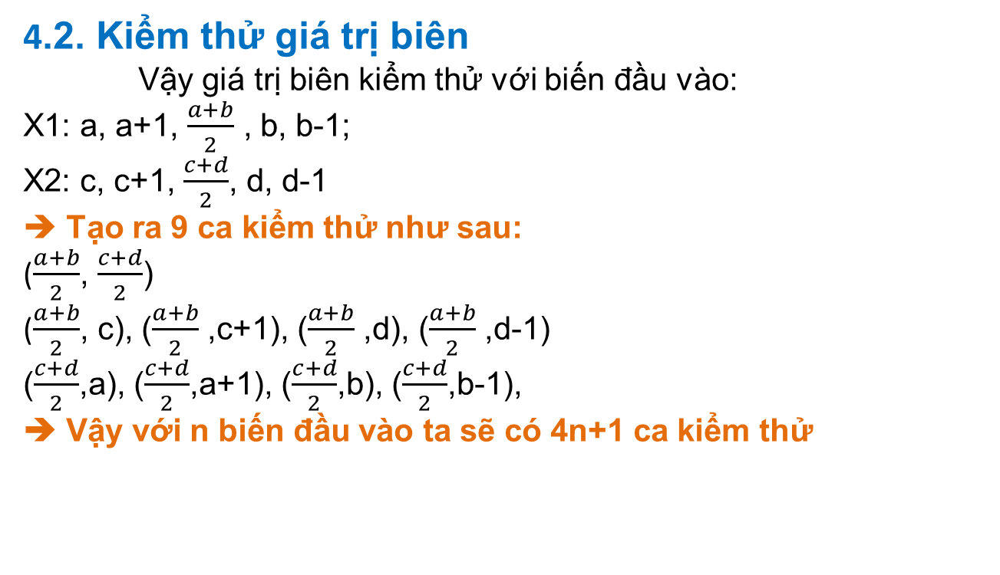 4.2. Kiểm thử giá trị biên
Vậy giá trị biên kiểm thử với biến đầu vào:
X1: a, a+1, \frac{a+b}{2} , b, b-1;
X2: c, c+1, \frac{c+d}{2}, d, d-1
➔ Tạo ra 9 ca kiểm thử như sau:
(\frac{a+b}{2}, \frac{c+d}{2})
(\frac{a+b}{2}, c), (\frac{a+b}{2} ,c+1), (\frac{a+b}{2} ,d), (\frac{a+b}{2} ,d-1)
(\frac{c+d}{2},a), (\frac{c+d}{2},a+1), (\frac{c+d}{2},b), (\frac{c+d}{2},b-1),
➔ Vậy với n biến đầu vào ta sẽ có 4n+1 ca kiểm thử